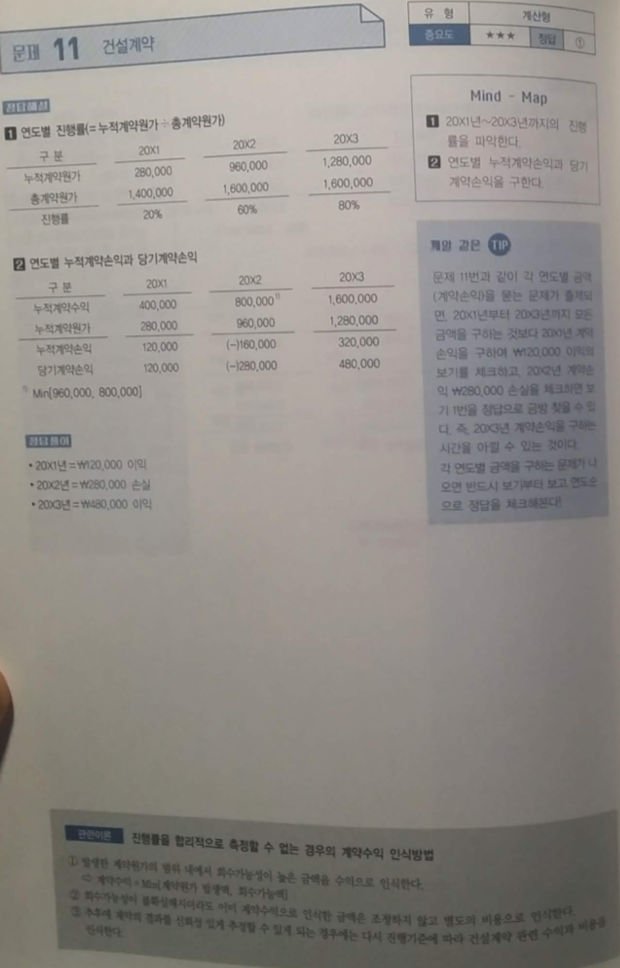 문제 11 건설계약
유 형 계산형
중요도 ★★★ 정답 ①
정답해설
1 연도별 진행률(=누적계약원가÷총계약원가)
구 분 20X1 20X2 20X3
누적계약원가 280,000 960,000 1,280,000
총계약원가 1,400,000 1,600,000 1,600,000
진행률 20% 60% 80%
2 연도별 누적계약손익과 당기계약손익
구 분 20X1 20X2 20X3
누적계약수익 400,000 800,000¹⁾ 1,600,000
누적계약원가 280,000 960,000 1,280,000
누적계약손익 120,000 (-)160,000 320,000
당기계약손익 120,000 (-)280,000 480,000
¹⁾ Min[960,000, 800,000]
정답풀이
• 20X1년=₩120,000 이익
• 20X2년=₩280,000 손실
• 20X3년=₩480,000 이익
Mind - Map
1 20X1년~20X3년까지의 진행
률을 파악한다.
2 연도별 누적계약손익과 당기
계약손익을 구한다.
깨알 같은 TIP
문제 11번과 같이 각 연도별 금액
(계약손익)을 묻는 문제가 출제되
면, 20X1년부터 20X3년까지 모든
금액을 구하는 것보다 20X1년 계약
손익을 구하여 ₩120,000 이익의
보기를 체크하고, 20X2년 계약손
익 ₩280,000 손실을 체크하면 보
기 1번을 정답으로 금방 찾을 수 있
다. 즉, 20X3년 계약손익을 구하는
시간을 아낄 수 있는 것이다.
각 연도별 금액을 구하는 문제가 나
오면 반드시 보기부터 보고 연도순
으로 정답을 체크해본다!
관련이론 진행률을 합리적으로 측정할 수 없는 경우의 계약수익 인식방법
① 발생한 계약원가의 범위 내에서 회수가능성이 높은 금액을 수익으로 인식한다.
⇨ 계약수익=Min[계약원가 발생액, 회수가능액]
② 회수가능성이 불확실해지더라도 이미 계약수익으로 인식한 금액은 조정하지 않고 별도의 비용으로 인식한다.
③ 추후에 계약의 결과를 신뢰성 있게 추정할 수 있게 되는 경우에는 다시 진행기준에 따라 건설계약 관련 수익과 비용을
인식한다.